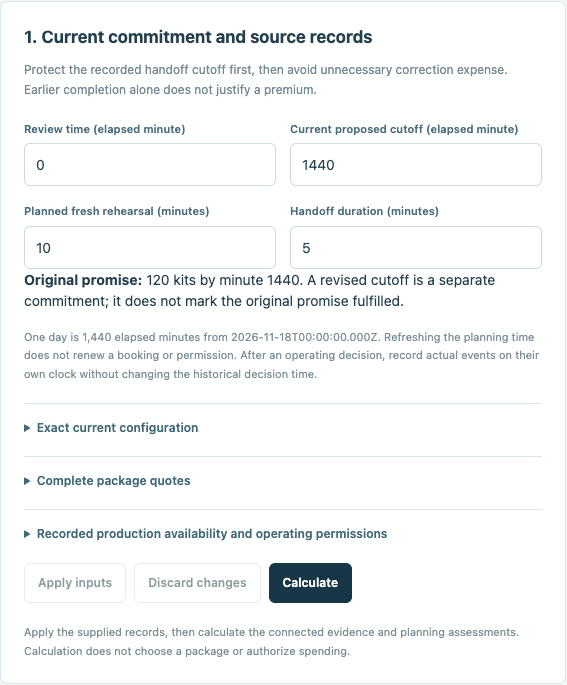 1. Current commitment and source records
Protect the recorded handoff cutoff first, then avoid unnecessary correction expense.
Earlier completion alone does not justify a premium.
Review time (elapsed minute)
Current proposed cutoff (elapsed minute)
0
1440
Planned fresh rehearsal (minutes)
Handoff duration (minutes)
10
5
Original promise: 120 kits by minute 1440. A revised cutoff is a separate
commitment; it does not mark the original promise fulfilled.
One day is 1,440 elapsed minutes from 2026-11-18T00:00:00.000Z. Refreshing the planning time
does not renew a booking or permission. After an operating decision, record actual events on their
own clock without changing the historical decision time.
Exact current configuration
Complete package quotes
Recorded production availability and operating permissions
Apply inputs
Discard changes
Calculate
Apply the supplied records, then calculate the connected evidence and planning assessments.
Calculation does not choose a package or authorize spending.